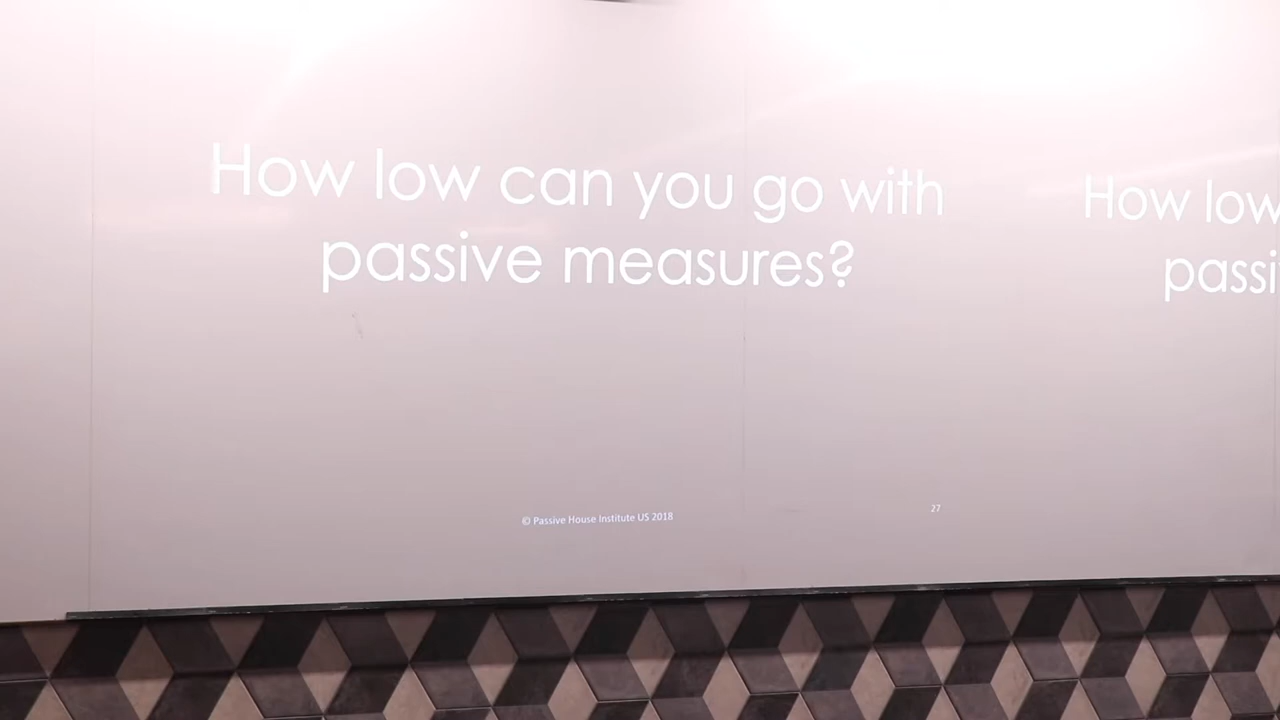 How low can you go with
passive measures?
© Passive House Institute US 2018
27
How low
passi